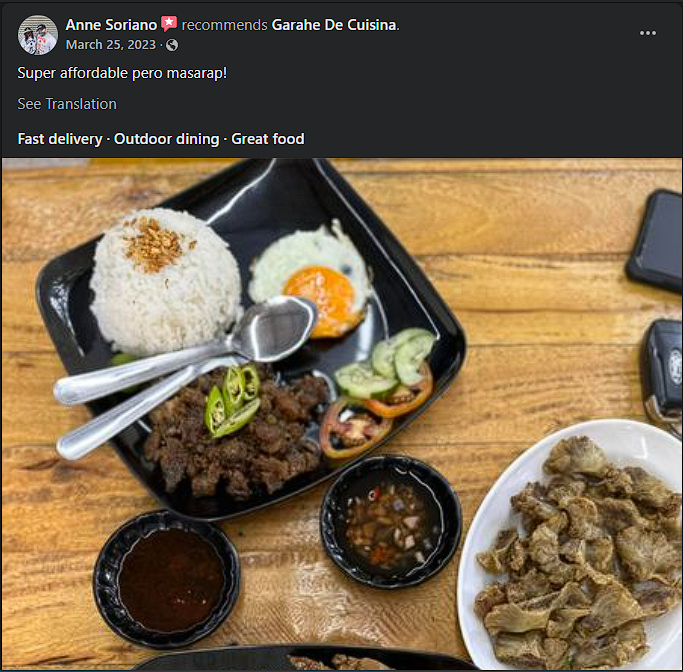 Anne Soriano recommends Garahe De Cuisina.
March 25, 2023 ·
Super affordable pero masarap!
See Translation
Fast delivery · Outdoor dining · Great food